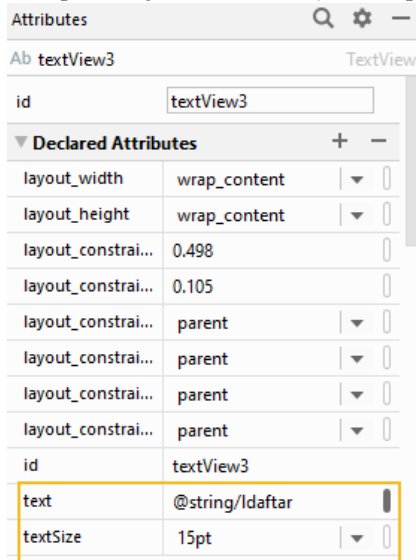 Attributes
Ab textView3 TextView
id textView3
Declared Attributes
layout_width wrap_content
layout_height wrap_content
layout_constrai... 0.498
layout_constrai... 0.105
layout_constrai... parent
layout_constrai... parent
layout_constrai... parent
layout_constrai... parent
id textView3
text @string/ldaftar
textSize 15pt